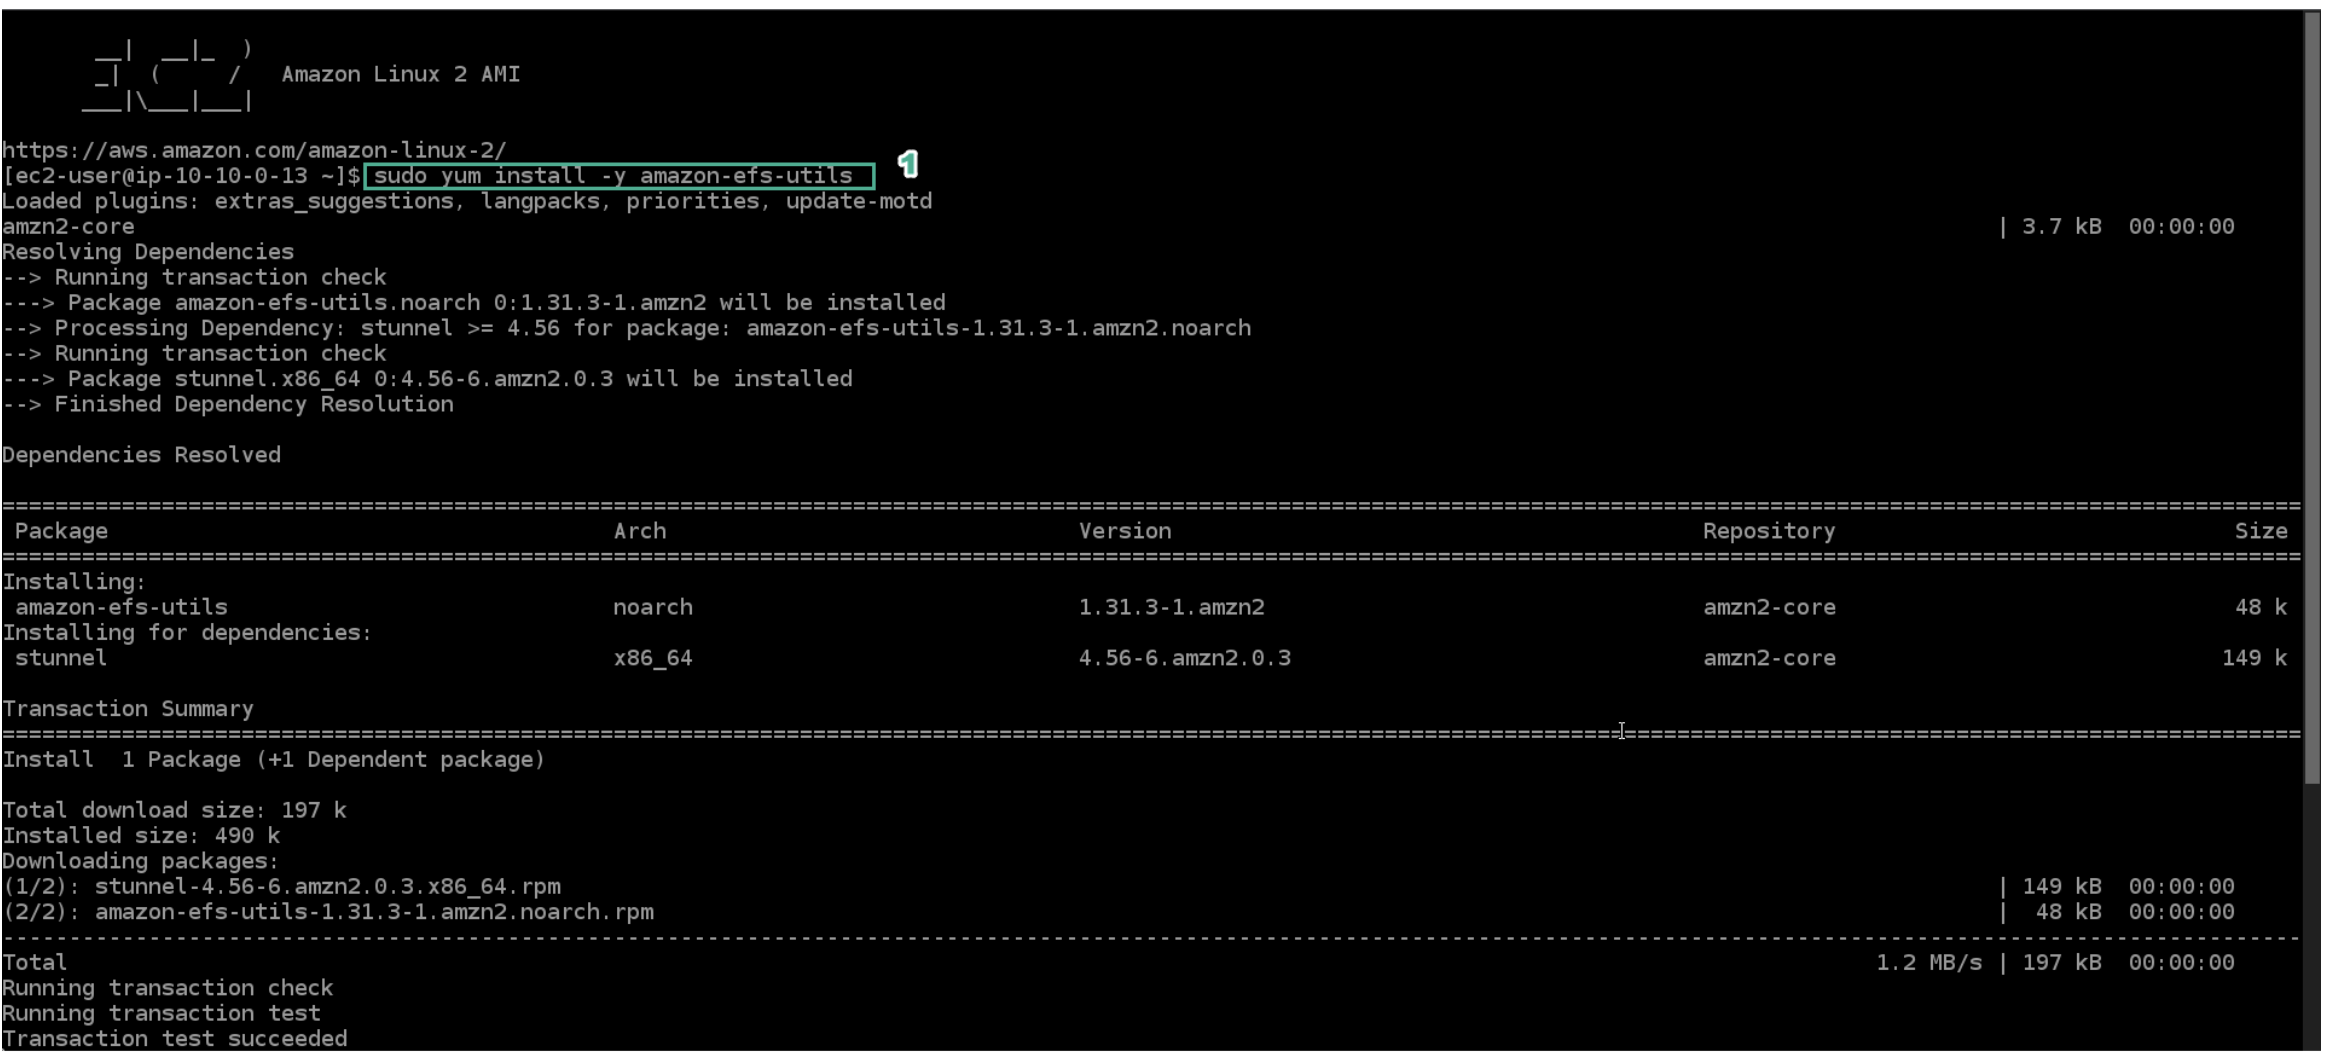 __|  __|_  )
_|  (     /   Amazon Linux 2 AMI
___|\___|___|
https://aws.amazon.com/amazon-linux-2/
[ec2-user@ip-10-10-0-13 ~]$ sudo yum install -y amazon-efs-utils 1
Loaded plugins: extras_suggestions, langpacks, priorities, update-motd
amzn2-core | 3.7 kB 00:00:00
Resolving Dependencies
--> Running transaction check
---> Package amazon-efs-utils.noarch 0:1.31.3-1.amzn2 will be installed
--> Processing Dependency: stunnel >= 4.56 for package: amazon-efs-utils-1.31.3-1.amzn2.noarch
--> Running transaction check
---> Package stunnel.x86_64 0:4.56-6.amzn2.0.3 will be installed
--> Finished Dependency Resolution
Dependencies Resolved
Package Arch Version Repository Size
Installing:
amazon-efs-utils noarch 1.31.3-1.amzn2 amzn2-core 48 k
Installing for dependencies:
stunnel x86_64 4.56-6.amzn2.0.3 amzn2-core 149 k
Transaction Summary
Install 1 Package (+1 Dependent package)
Total download size: 197 k
Installed size: 490 k
Downloading packages:
(1/2): stunnel-4.56-6.amzn2.0.3.x86_64.rpm | 149 kB 00:00:00
(2/2): amazon-efs-utils-1.31.3-1.amzn2.noarch.rpm | 48 kB 00:00:00
Total 1.2 MB/s | 197 kB 00:00:00
Running transaction check
Running transaction test
Transaction test succeeded